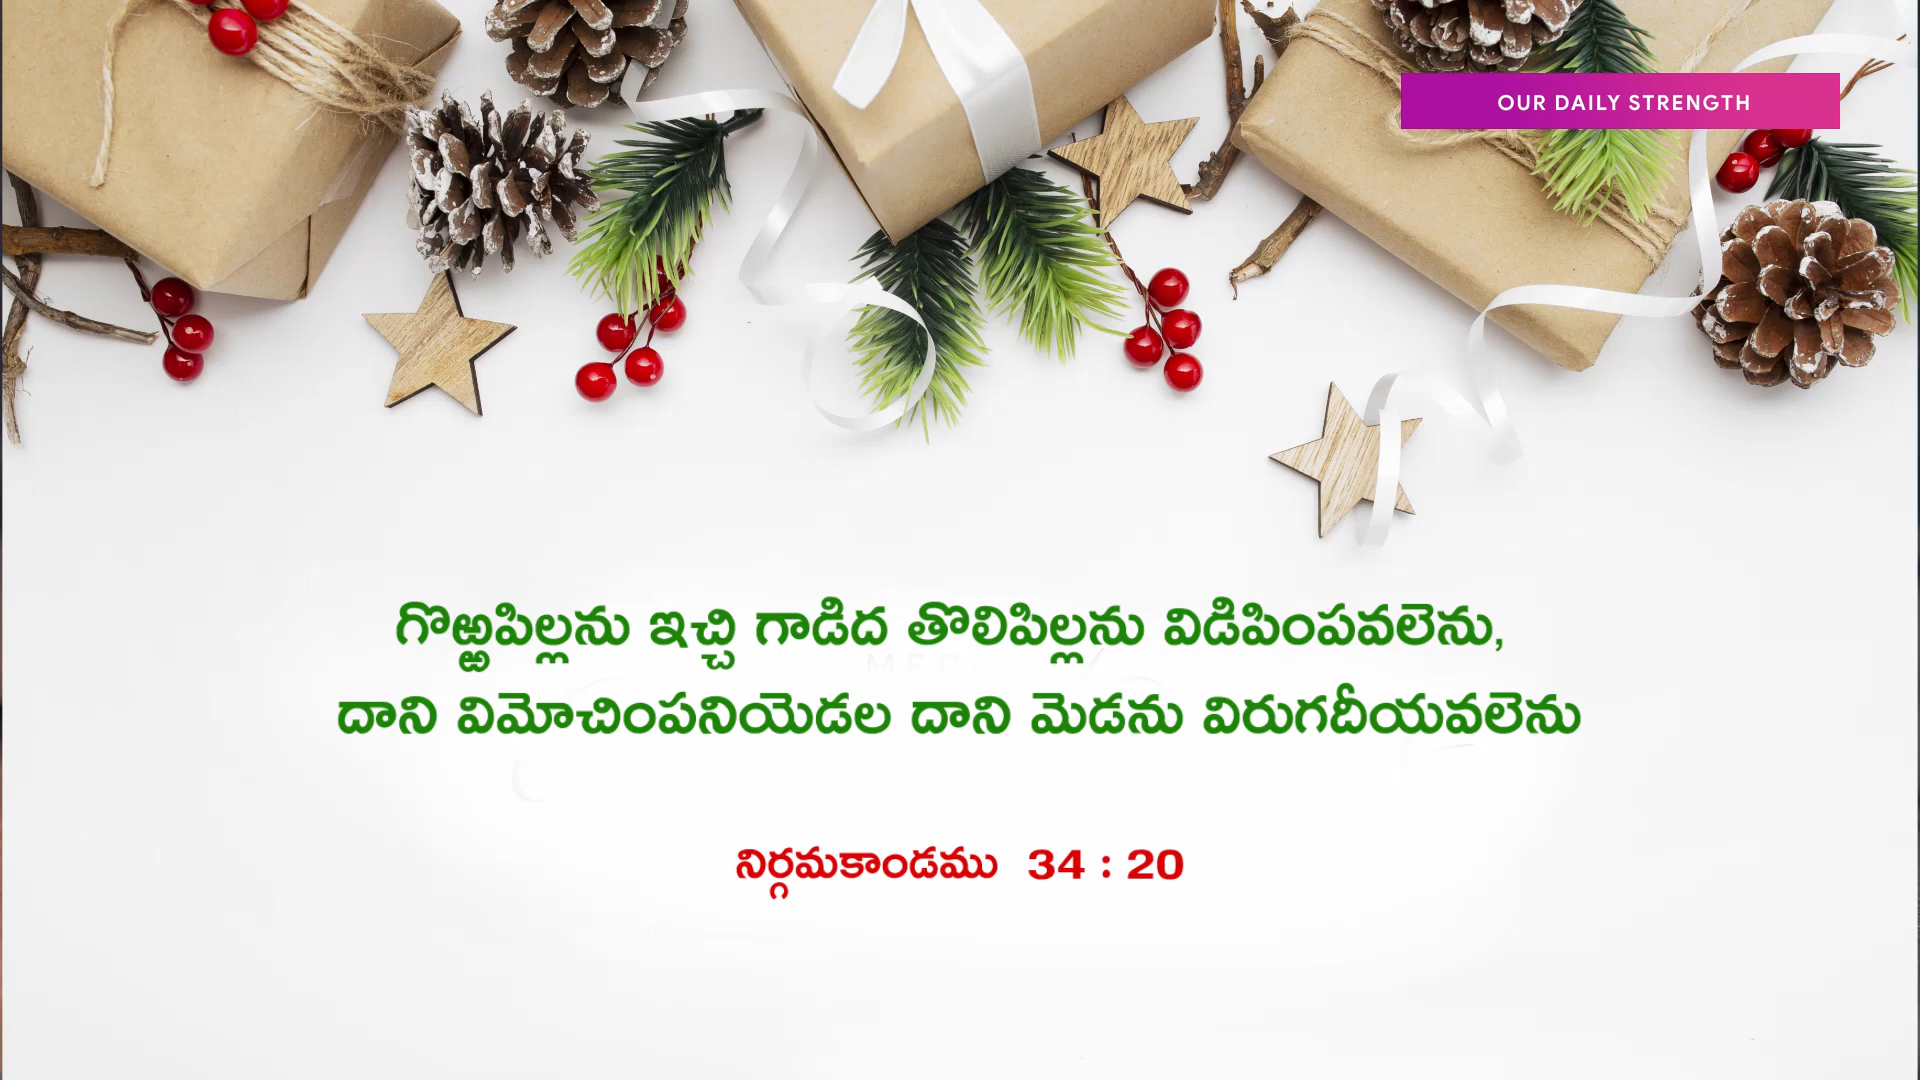 OUR DAILY STRENGTH
గొఱ్ఱపిల్లను ఇచ్చి గాడిద తొలిపిల్లను విడిపింపవలెను,
దాని విమోచింపనియెడల దాని మెడను విరుగదీయవలెను
నిర్గమకాండము 34 : 20